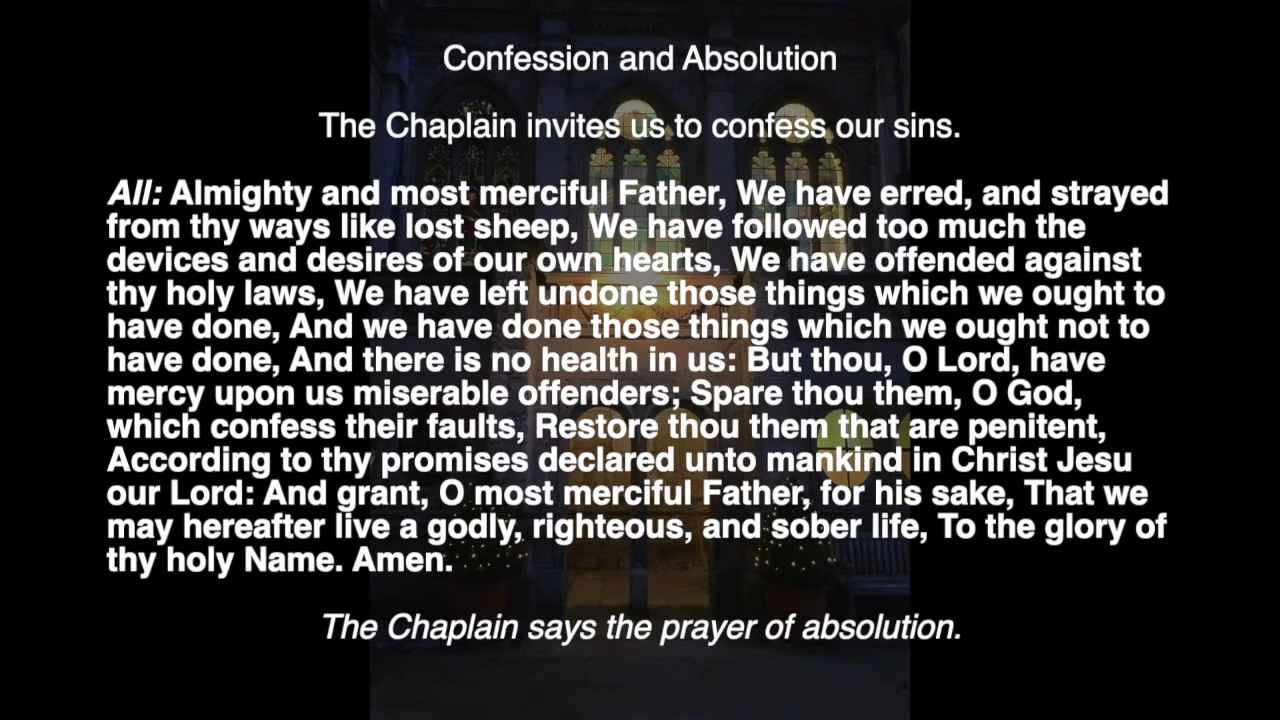 Confession and Absolution
The Chaplain invites us to confess our sins.
All: Almighty and most merciful Father, We have erred, and strayed
from thy ways like lost sheep, We have followed too much the
devices and desires of our own hearts, We have offended against
thy holy laws, We have left undone those things which we ought to
have done, And we have done those things which we ought not to
have done, And there is no health in us: But thou, O Lord, have
mercy upon us miserable offenders; Spare thou them, O God,
which confess their faults, Restore thou them that are penitent,
According to thy promises declared unto mankind in Christ Jesu
our Lord: And grant, O most merciful Father, for his sake, That we
may hereafter live a godly, righteous, and sober life, To the glory of
thy holy Name. Amen.
The Chaplain says the prayer of absolution.